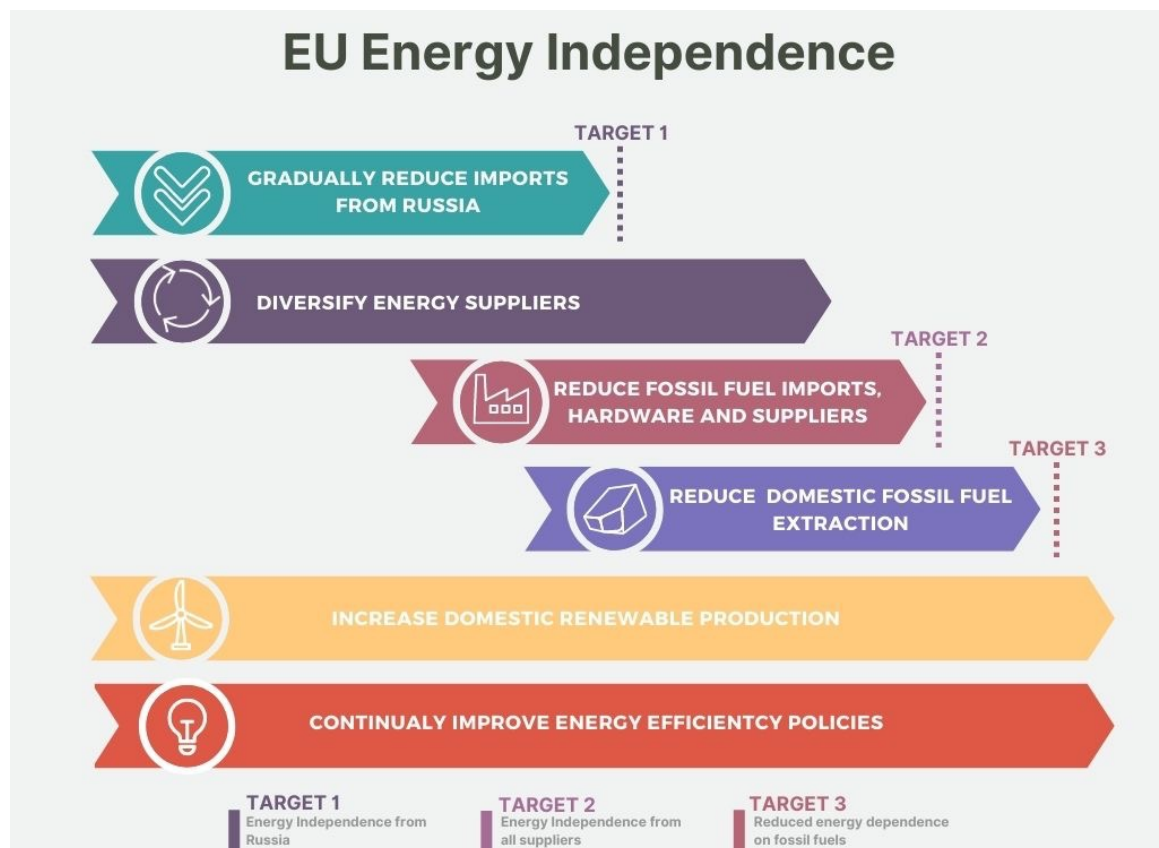 EU Energy Independence
TARGET 1
GRADUALLY REDUCE IMPORTS
FROM RUSSIA
DIVERSIFY ENERGY SUPPLIERS
TARGET 2
REDUCE FOSSIL FUEL IMPORTS,
HARDWARE AND SUPPLIERS
TARGET 3
REDUCE DOMESTIC FOSSIL FUEL
EXTRACTION
INCREASE DOMESTIC RENEWABLE PRODUCTION
CONTINUALY IMPROVE ENERGY EFFICIENTCY POLICIES
TARGET 1
Energy Independence from
Russia
TARGET 2
Energy Independence from
all suppliers
TARGET 3
Reduced energy dependence
on fossil fuels